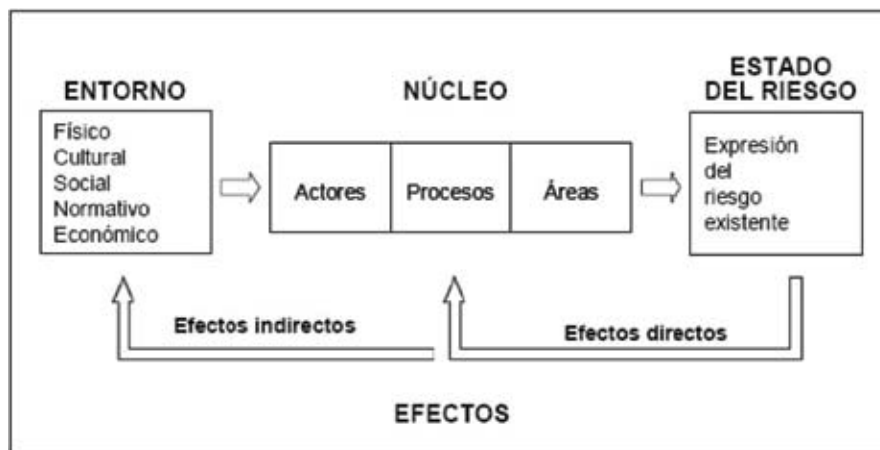 ENTORNO
Físico
Cultural
Social
Normativo
Económico
NÚCLEO
Actores
Procesos
Áreas
ESTADO
DEL RIESGO
Expresión
del
riesgo
existente
Efectos indirectos
Efectos directos
EFECTOS